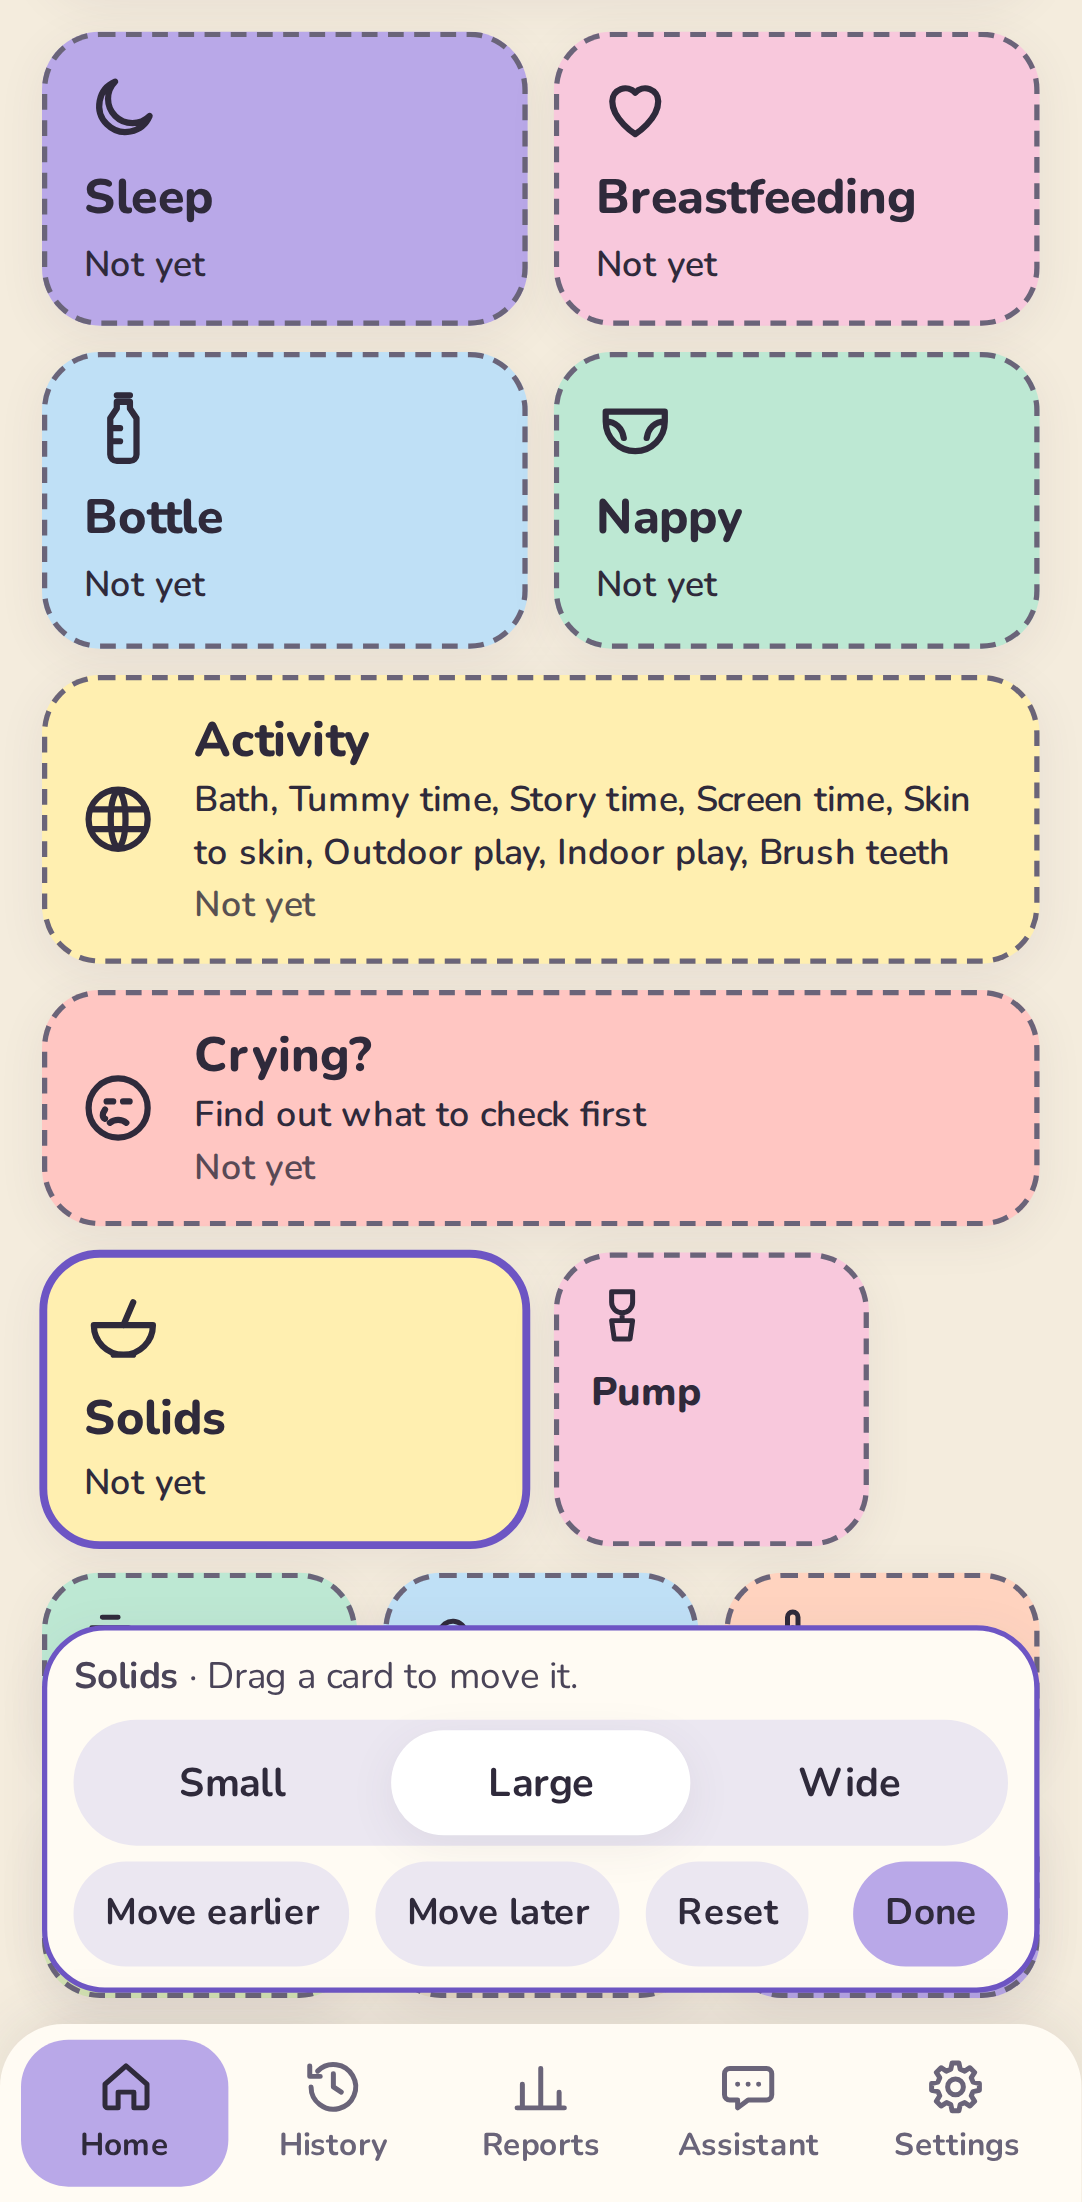 Sleep
Not yet
Breastfeeding
Not yet
Bottle
Not yet
Nappy
Not yet
Activity
Bath, Tummy time, Story time, Screen time, Skin
to skin, Outdoor play, Indoor play, Brush teeth
Not yet
Crying?
Find out what to check first
Not yet
Solids
Not yet
Pump
Solids · Drag a card to move it.
Small
Large
Wide
Move earlier
Move later
Reset
Done
Home
History
Reports
Assistant
Settings